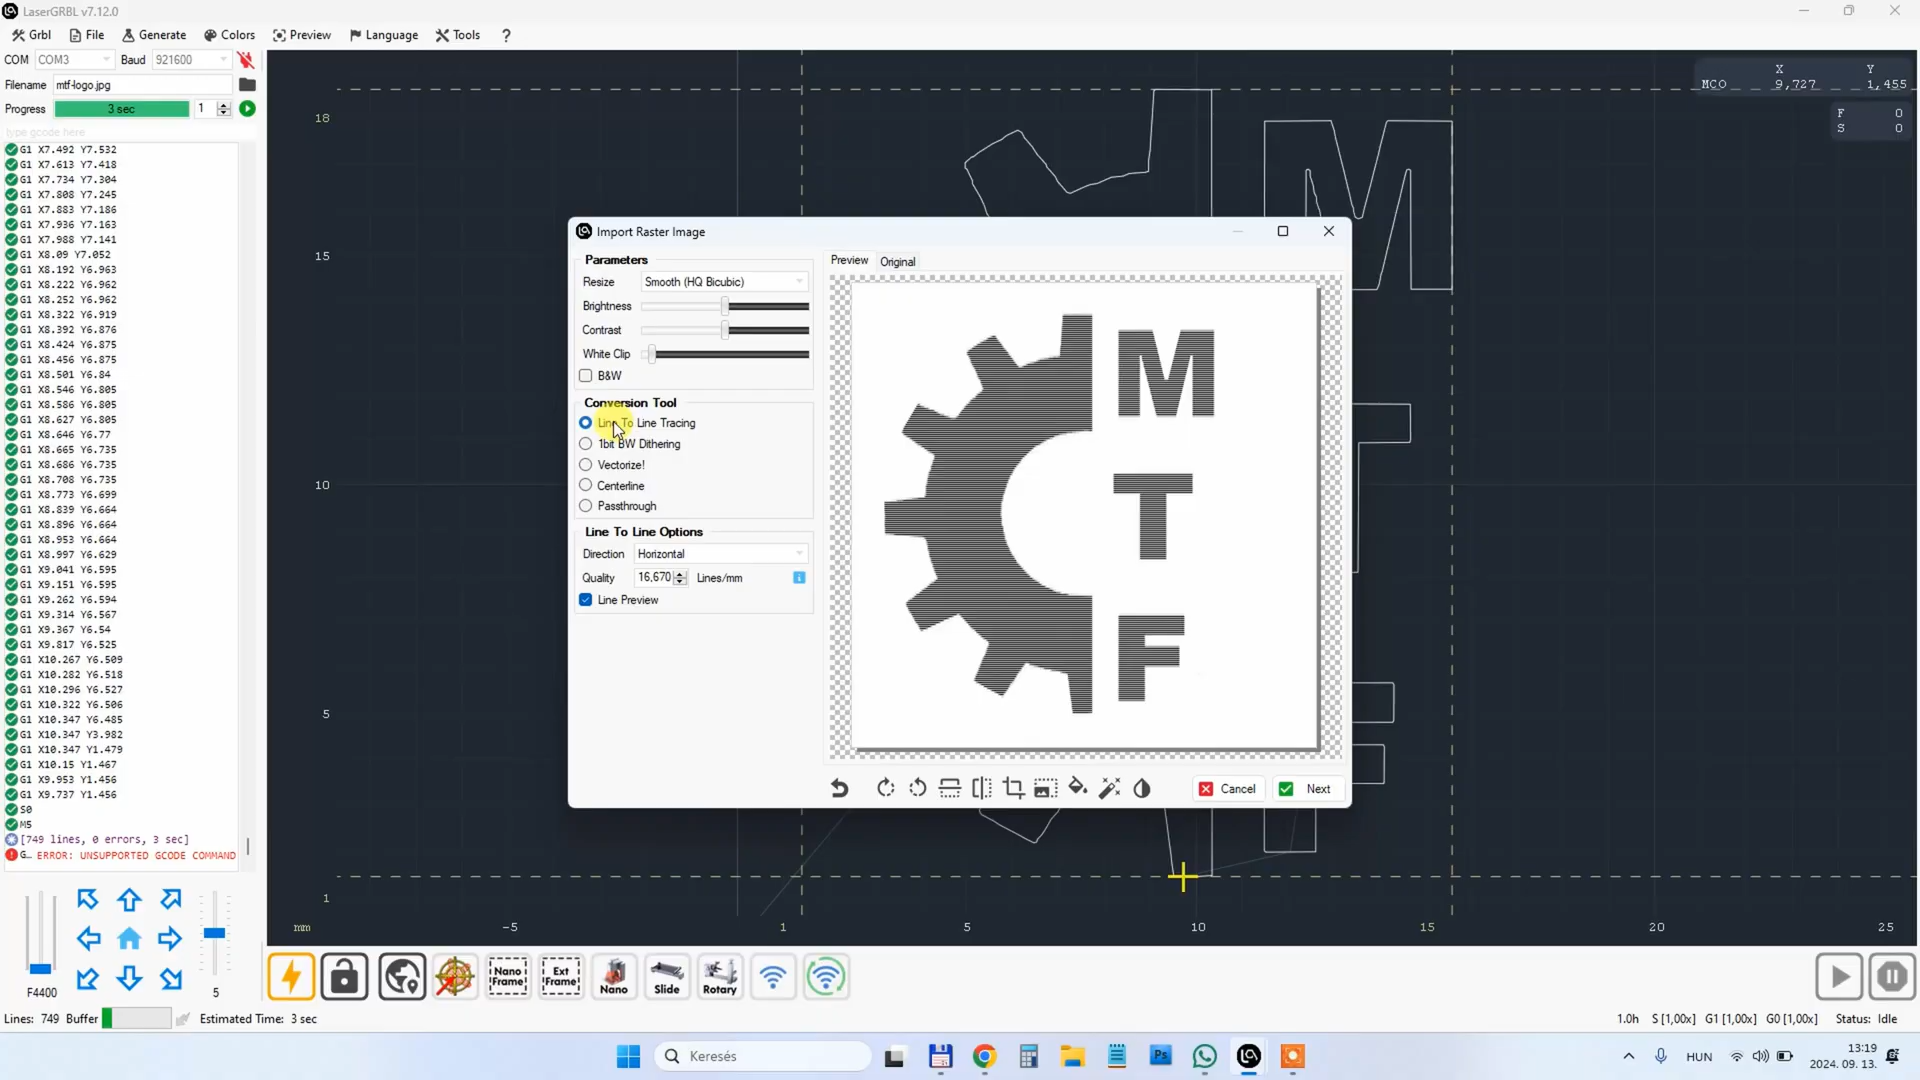 LaserGRBL v7.12.0
Grbl File Generate Colors Preview Language Tools ?
COM COM3 Baud 921600
Filename mtf-logo.jpg
Progress 3 sec 1
type gcode here
G1 X7.492 Y7.532
G1 X7.613 Y7.418
G1 X7.734 Y7.304
G1 X7.808 Y7.245
G1 X7.883 Y7.186
G1 X7.936 Y7.163
G1 X7.988 Y7.141
G1 X8.09 Y7.052
G1 X8.192 Y6.963
G1 X8.222 Y6.962
G1 X8.252 Y6.962
G1 X8.322 Y6.919
G1 X8.392 Y6.876
G1 X8.424 Y6.875
G1 X8.456 Y6.875
G1 X8.501 Y6.84
G1 X8.546 Y6.805
G1 X8.586 Y6.805
G1 X8.627 Y6.805
G1 X8.646 Y6.77
G1 X8.665 Y6.735
G1 X8.686 Y6.735
G1 X8.708 Y6.735
G1 X8.773 Y6.699
G1 X8.839 Y6.664
G1 X8.896 Y6.664
G1 X8.953 Y6.664
G1 X8.997 Y6.629
G1 X9.041 Y6.595
G1 X9.151 Y6.595
G1 X9.262 Y6.594
G1 X9.314 Y6.567
G1 X9.367 Y6.54
G1 X9.817 Y6.525
G1 X10.267 Y6.509
G1 X10.282 Y6.518
G1 X10.296 Y6.527
G1 X10.322 Y6.506
G1 X10.347 Y6.485
G1 X10.347 Y3.982
G1 X10.347 Y1.479
G1 X10.15 Y1.467
G1 X9.953 Y1.456
G1 X9.737 Y1.456
S0
M5
[749 lines, 0 errors, 3 sec]
G… ERROR: UNSUPPORTED GCODE COMMAND
F4400
5
X Y
MCO 9,727 1,455
F 0
S 0
18
15
10
5
1
mm -5 1 5 10 15 20 25
Import Raster Image
Parameters
Resize Smooth (HQ Bicubic)
Brightness
Contrast
White Clip
B&W
Conversion Tool
Line To Line Tracing
1bit BW Dithering
Vectorize!
Centerline
Passthrough
Line To Line Options
Direction Horizontal
Quality 16,670 Lines/mm
Line Preview
Preview Original
M
T
F
Cancel Next
Nano Frame
Ext Frame
Nano
Slide
Rotary
Lines: 749 Buffer Estimated Time: 3 sec
1.0h S [1,00x] G1 [1,00x] G0 [1,00x] Status: Idle
Keresés
Ps
HUN
13:19
2024. 09. 13.